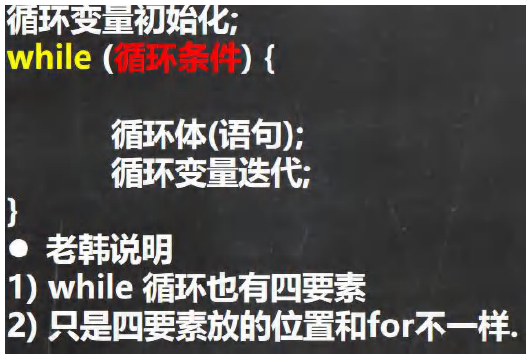 循环变量初始化;
while (循环条件) {
循环体(语句);
循环变量迭代;
}
● 老韩说明
1) while 循环也有四要素
2) 只是四要素放的位置和for不一样.